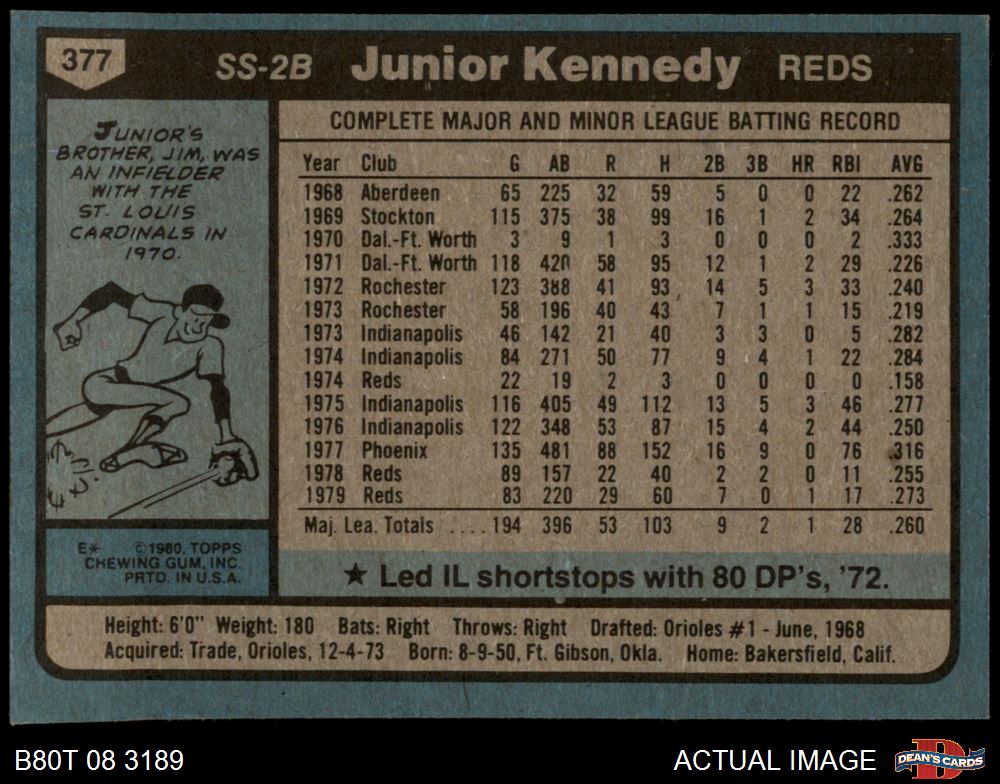 377 SS-2B Junior Kennedy REDS
JUNIOR'S
BROTHER, JIM, WAS
AN INFIELDER
WITH THE
ST. LOUIS
CARDINALS IN
1970.
E* ©1980, TOPPS
CHEWING GUM, INC.
PRTD. IN U.S.A.
COMPLETE MAJOR AND MINOR LEAGUE BATTING RECORD
Year Club G AB R H 2B 3B HR RBI AVG
1968 Aberdeen 65 225 32 59 5 0 0 22 .262
1969 Stockton 115 375 38 99 16 1 2 34 .264
1970 Dal.-Ft. Worth 3 9 1 3 0 0 0 2 .333
1971 Dal.-Ft. Worth 118 420 58 95 12 1 2 29 .226
1972 Rochester 123 388 41 93 14 5 3 33 .240
1973 Rochester 58 196 40 43 7 1 1 15 .219
1973 Indianapolis 46 142 21 40 3 3 0 5 .282
1974 Indianapolis 84 271 50 77 9 4 1 22 .284
1974 Reds 22 19 2 3 0 0 0 0 .158
1975 Indianapolis 116 405 49 112 13 5 3 46 .277
1976 Indianapolis 122 348 53 87 15 4 2 44 .250
1977 Phoenix 135 481 88 152 16 9 0 76 .316
1978 Reds 89 157 22 40 2 2 0 11 .255
1979 Reds 83 220 29 60 7 0 1 17 .273
Maj. Lea. Totals .... 194 396 53 103 9 2 1 28 .260
★ Led IL shortstops with 80 DP's, '72.
Height: 6'0" Weight: 180 Bats: Right Throws: Right Drafted: Orioles #1 - June, 1968
Acquired: Trade, Orioles, 12-4-73 Born: 8-9-50, Ft. Gibson, Okla. Home: Bakersfield, Calif.
B80T 08 3189 ACTUAL IMAGE D DEAN'S CARDS